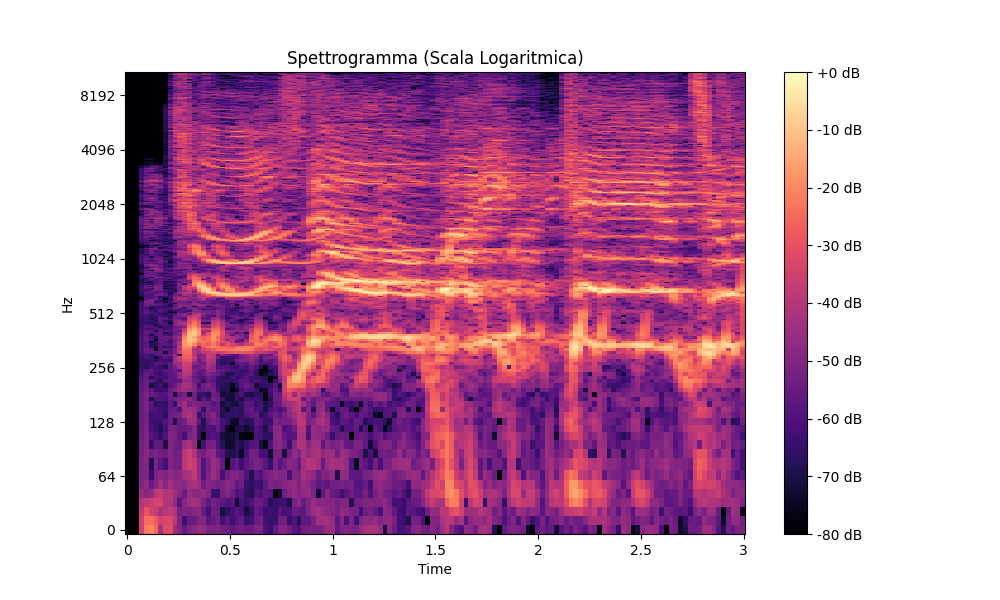 Spettrogramma (Scala Logaritmica)
8192
4096
2048
1024
512
256
128
64
0
Hz
0
0.5
1
1.5
2
2.5
3
Time
+0 dB
-10 dB
-20 dB
-30 dB
-40 dB
-50 dB
-60 dB
-70 dB
-80 dB